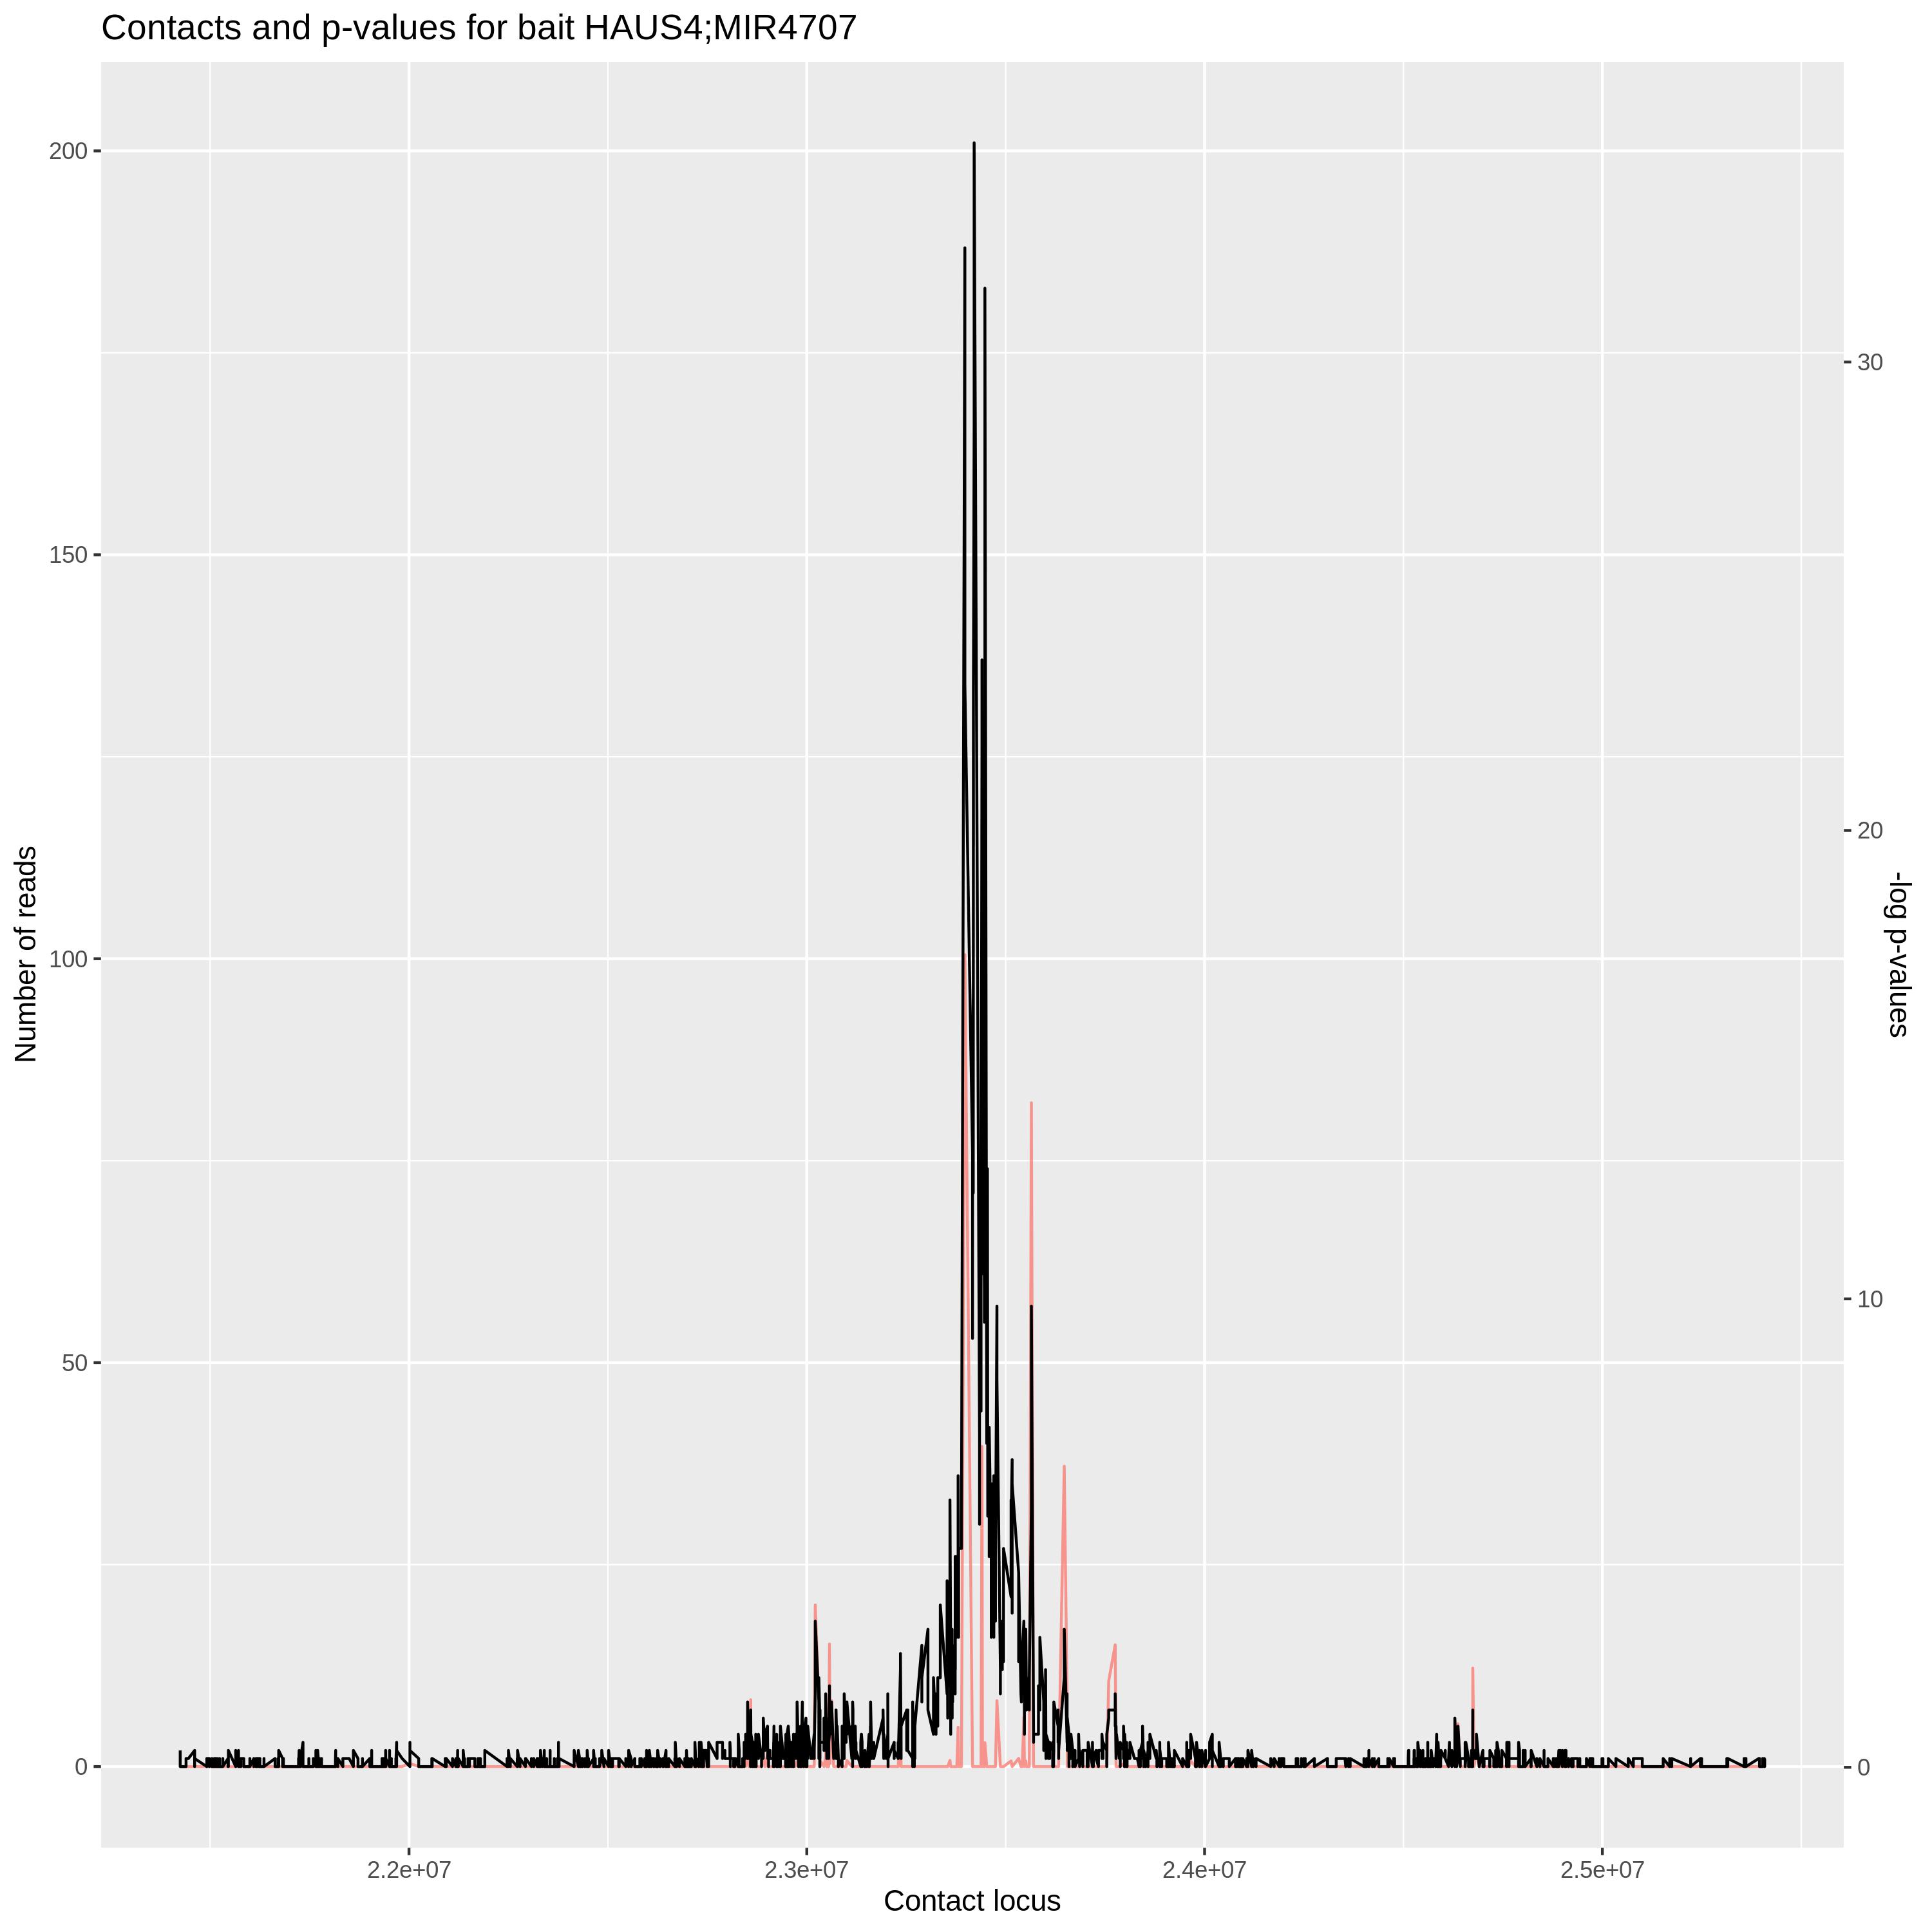 Contacts and p-values for bait HAUS4;MIR4707
200
150
100
50
0
30
20
10
0
Number of reads
-log p-values
2.2e+07
2.3e+07
2.4e+07
2.5e+07
Contact locus